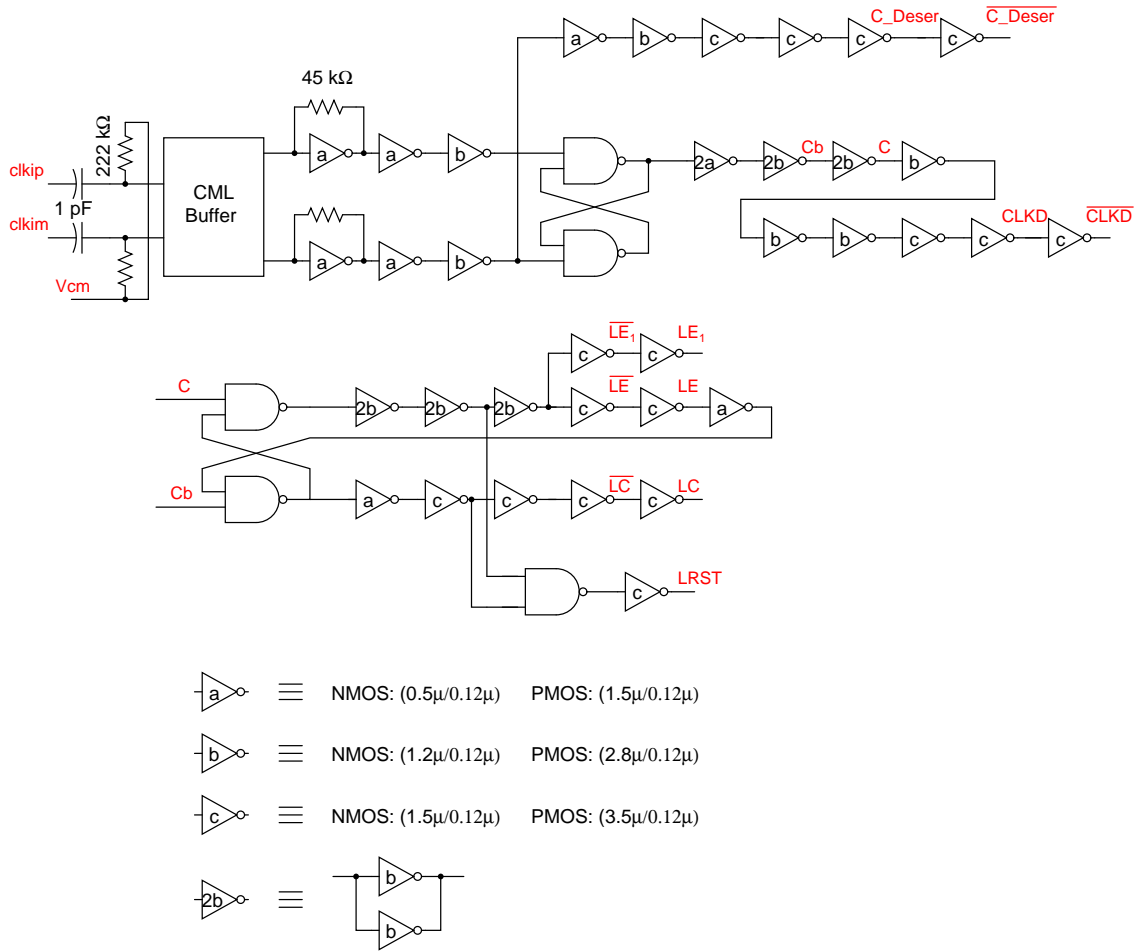 C_Deser C_Deser
a b c c c c
45 kΩ
222 kΩ
a a b
clkip
CML
Buffer
2a 2b Cb 2b C b
1 pF
clkim
a a b
b b c c CLKD c CLKD
Vcm
LE1 LE1
c c
C
2b 2b 2b c LE c LE a
Cb
a c c c LC c LC
c LRST
a NMOS: (0.5μ/0.12μ) PMOS: (1.5μ/0.12μ)
b NMOS: (1.2μ/0.12μ) PMOS: (2.8μ/0.12μ)
c NMOS: (1.5μ/0.12μ) PMOS: (3.5μ/0.12μ)
2b b
b